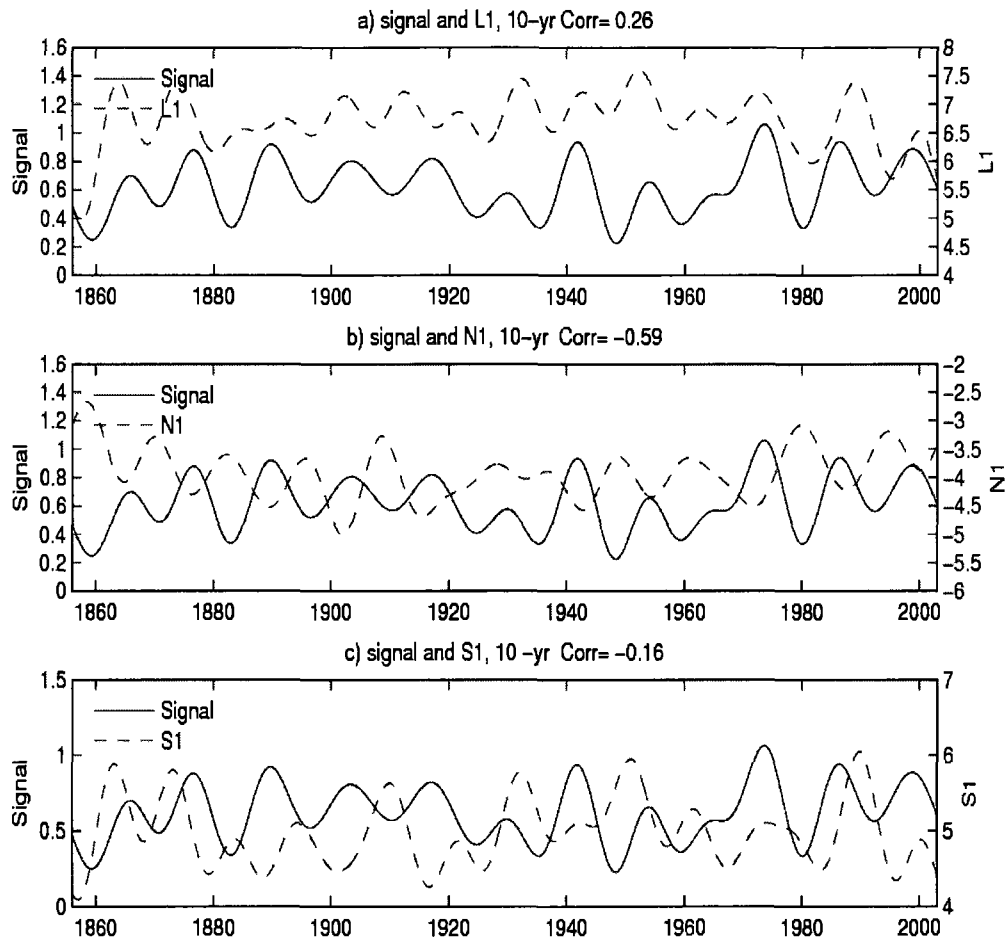 a) signal and L1, 10-yr Corr= 0.26
1.6
1.4
1.2
1
0.8
0.6
0.4
0.2
0
Signal
Signal
L1
8
7.5
7
6.5
6
5.5
5
4.5
4
L1
1860 1880 1900 1920 1940 1960 1980 2000
b) signal and N1, 10-yr Corr= -0.59
1.6
1.4
1.2
1
0.8
0.6
0.4
0.2
0
Signal
Signal
N1
-2
-2.5
-3
-3.5
-4
-4.5
-5
-5.5
-6
N1
1860 1880 1900 1920 1940 1960 1980 2000
c) signal and S1, 10 -yr Corr= -0.16
1.5
1
0.5
0
Signal
Signal
S1
7
6
5
4
S1
1860 1880 1900 1920 1940 1960 1980 2000